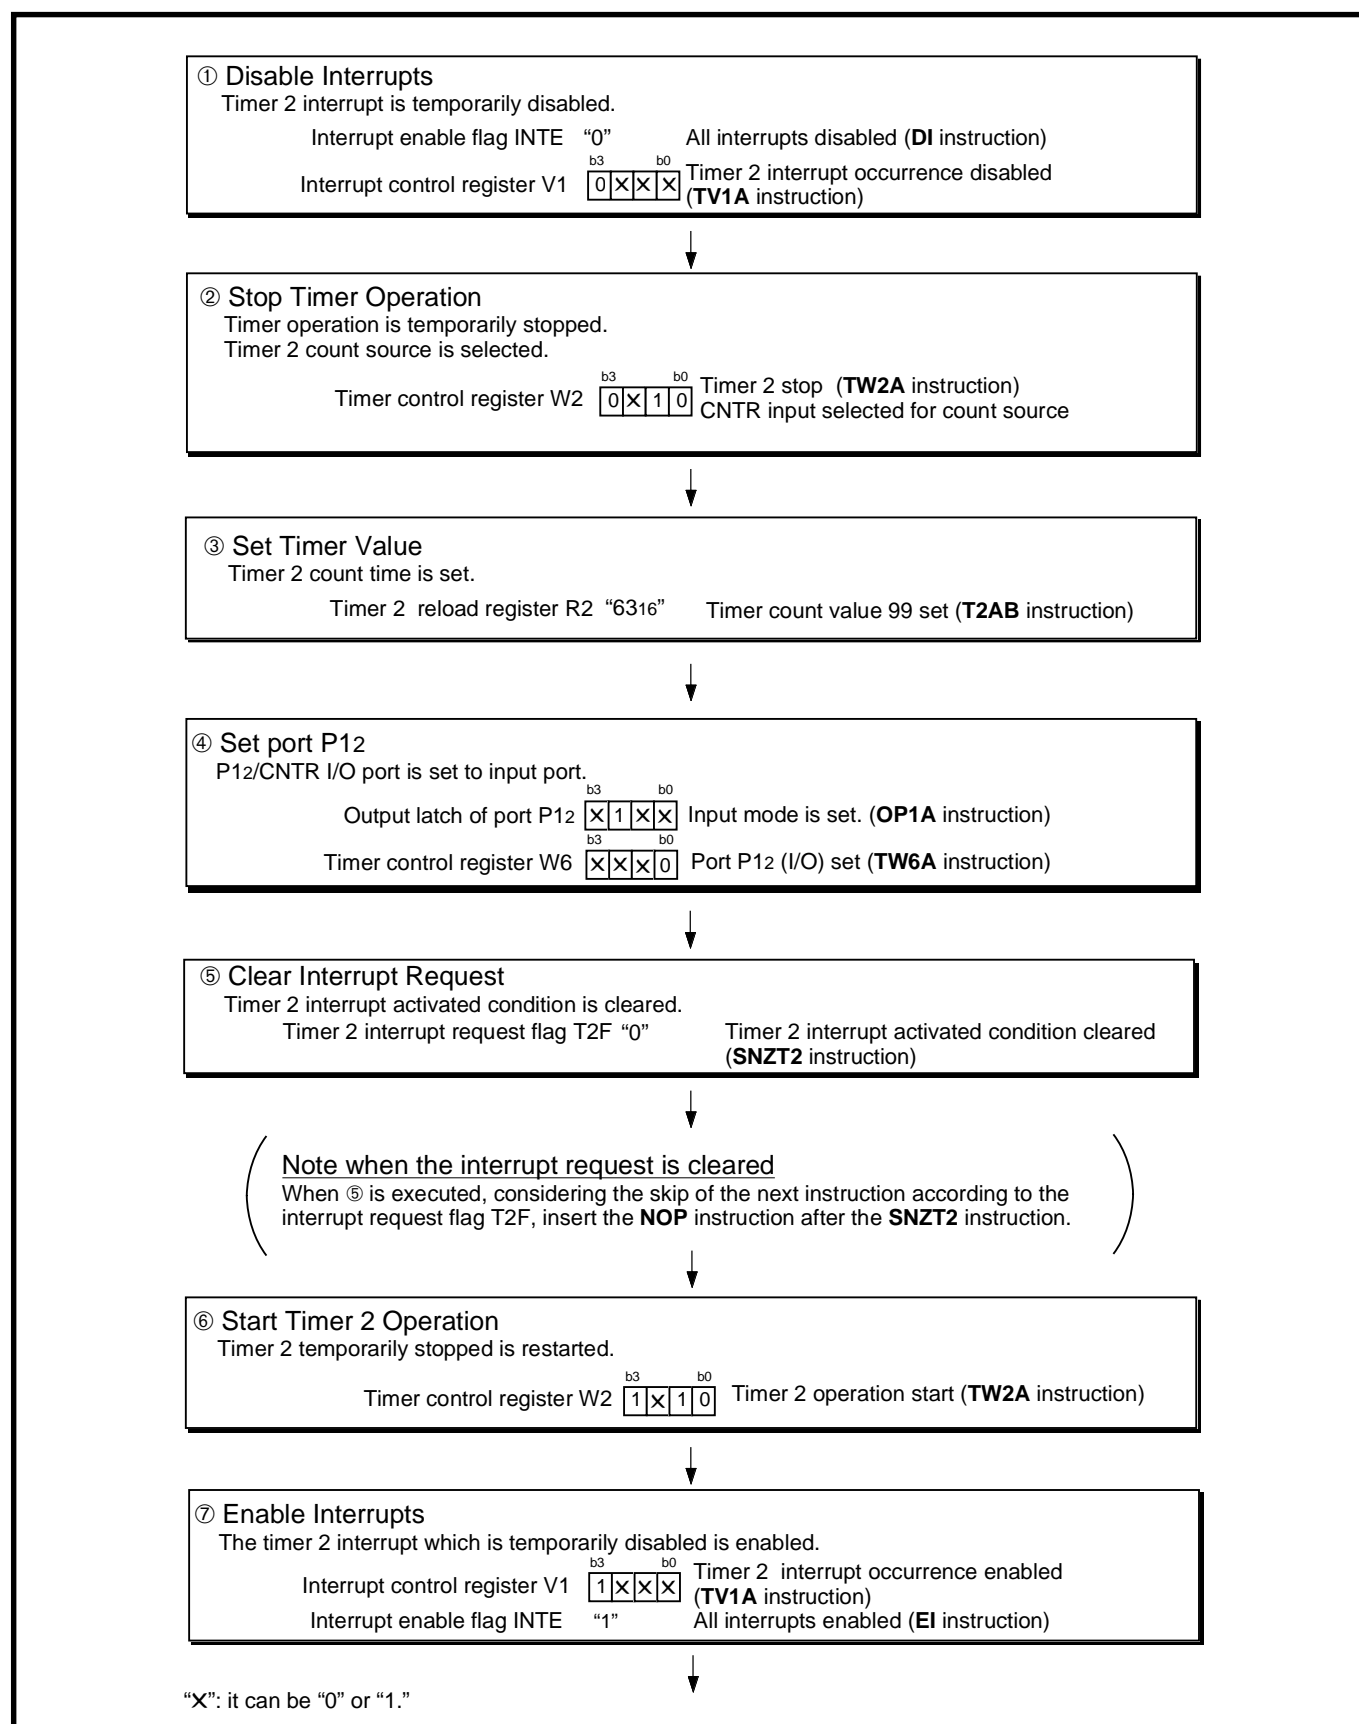 ① Disable Interrupts
Timer 2 interrupt is temporarily disabled.
Interrupt enable flag INTE “0” All interrupts disabled (DI instruction)
b3 b0
Interrupt control register V1 0 X X X Timer 2 interrupt occurrence disabled
(TV1A instruction)
② Stop Timer Operation
Timer operation is temporarily stopped.
Timer 2 count source is selected.
b3 b0
Timer control register W2 0 X 1 0 Timer 2 stop (TW2A instruction)
CNTR input selected for count source
③ Set Timer Value
Timer 2 count time is set.
Timer 2 reload register R2 “6316” Timer count value 99 set (T2AB instruction)
④ Set port P12
P12/CNTR I/O port is set to input port.
b3 b0
Output latch of port P12 X 1 X X Input mode is set. (OP1A instruction)
b3 b0
Timer control register W6 X X X 0 Port P12 (I/O) set (TW6A instruction)
⑤ Clear Interrupt Request
Timer 2 interrupt activated condition is cleared.
Timer 2 interrupt request flag T2F “0” Timer 2 interrupt activated condition cleared
(SNZT2 instruction)
Note when the interrupt request is cleared
When ⑤ is executed, considering the skip of the next instruction according to the
interrupt request flag T2F, insert the NOP instruction after the SNZT2 instruction.
⑥ Start Timer 2 Operation
Timer 2 temporarily stopped is restarted.
b3 b0
Timer control register W2 1 X 1 0 Timer 2 operation start (TW2A instruction)
⑦ Enable Interrupts
The timer 2 interrupt which is temporarily disabled is enabled.
b3 b0
Interrupt control register V1 1 X X X Timer 2 interrupt occurrence enabled
(TV1A instruction)
Interrupt enable flag INTE “1” All interrupts enabled (EI instruction)
“X”: it can be “0” or “1.”